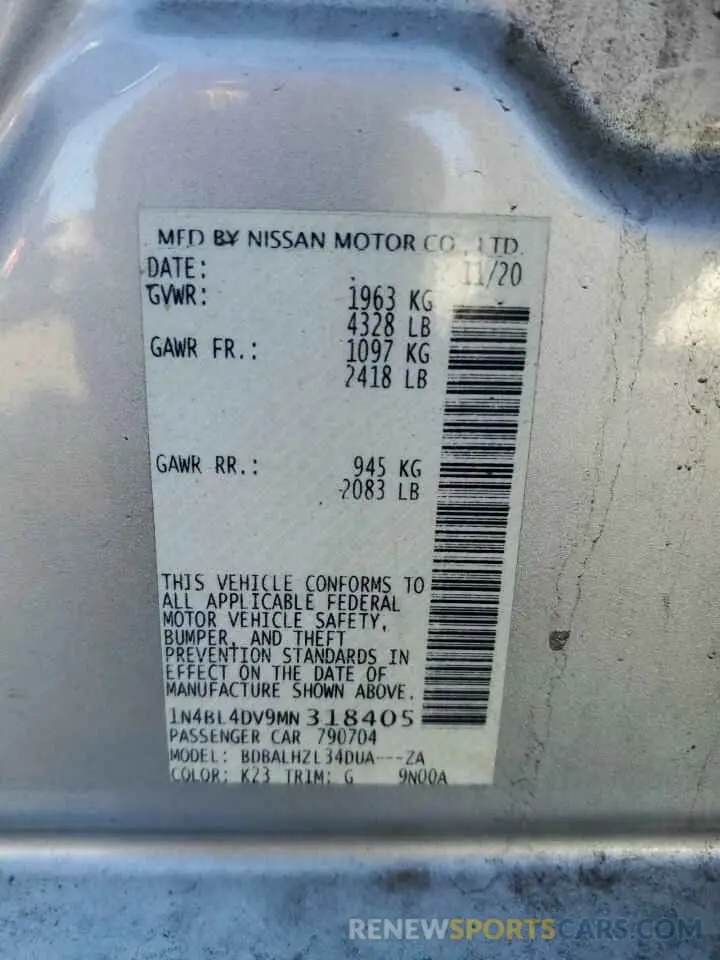 MFD BY NISSAN MOTOR CO., LTD.
DATE: 11/20
GVWR: 1963 KG
4328 LB
GAWR FR.: 1097 KG
2418 LB
GAWR RR.: 945 KG
2083 LB
THIS VEHICLE CONFORMS TO
ALL APPLICABLE FEDERAL
MOTOR VEHICLE SAFETY,
BUMPER, AND THEFT
PREVENTION STANDARDS IN
EFFECT ON THE DATE OF
MANUFACTURE SHOWN ABOVE.
1N4BL4DV9MN318405
PASSENGER CAR 790704
MODEL: BDBALHZL34DUA---ZA
COLOR: K23 TRIM: G 9N00A
RENEWSPORTSCARS.COM